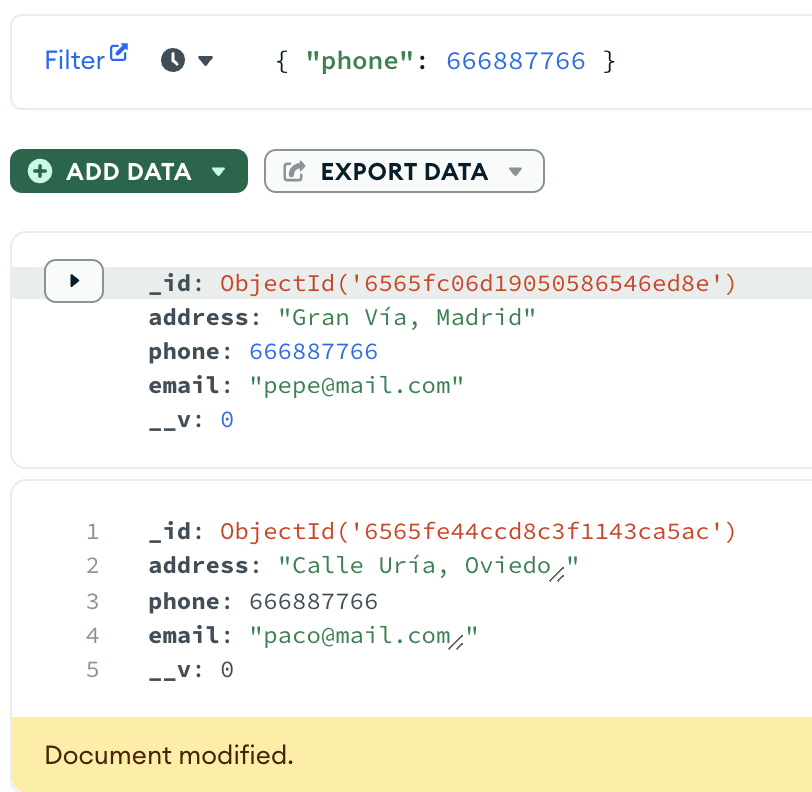 Filter { "phone": 666887766 }
ADD DATA EXPORT DATA
_id: ObjectId('6565fc06d19050586546ed8e')
address: "Gran Vía, Madrid"
phone: 666887766
email: "pepe@mail.com"
__v: 0
1 _id: ObjectId('6565fe44ccd8c3f1143ca5ac')
2 address: "Calle Uría, Oviedo"
3 phone: 666887766
4 email: "paco@mail.com"
5 __v: 0
Document modified.